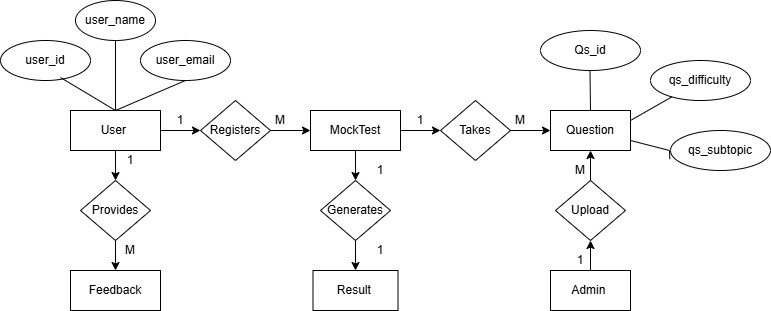 user_name
user_id
user_email
Qs_id
qs_difficulty
qs_subtopic
User
1
Registers
M
MockTest
1
Takes
M
Question
1
1
M
Provides
Generates
Upload
M
1
1
Feedback
Result
Admin